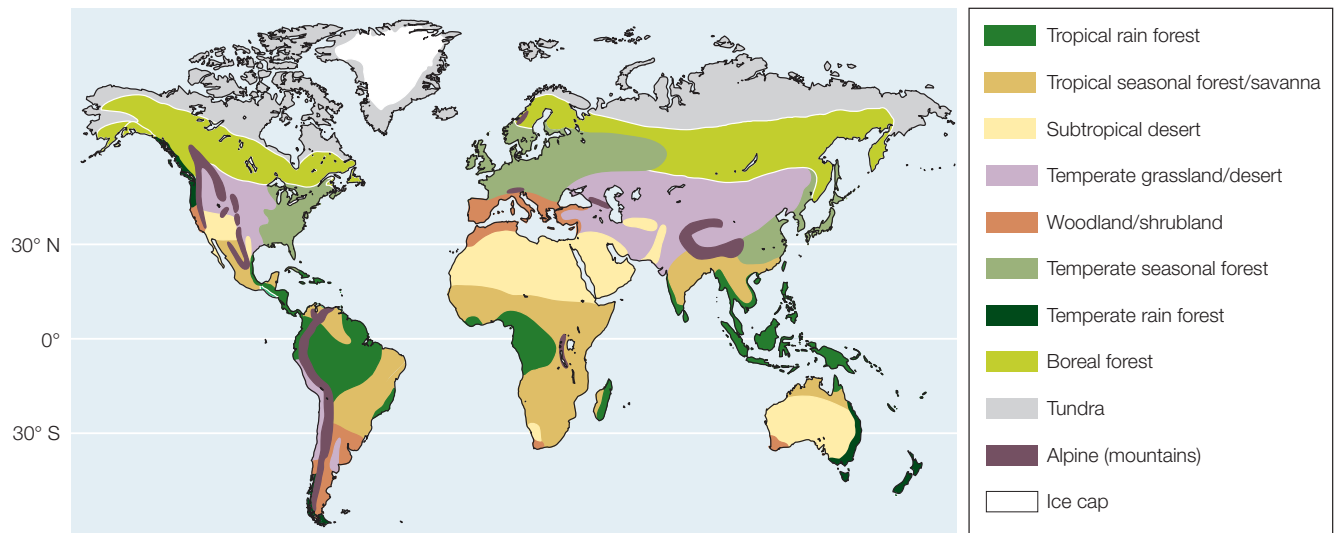 30° N
0°
30° S
Tropical rain forest
Tropical seasonal forest/savanna
Subtropical desert
Temperate grassland/desert
Woodland/shrubland
Temperate seasonal forest
Temperate rain forest
Boreal forest
Tundra
Alpine (mountains)
Ice cap